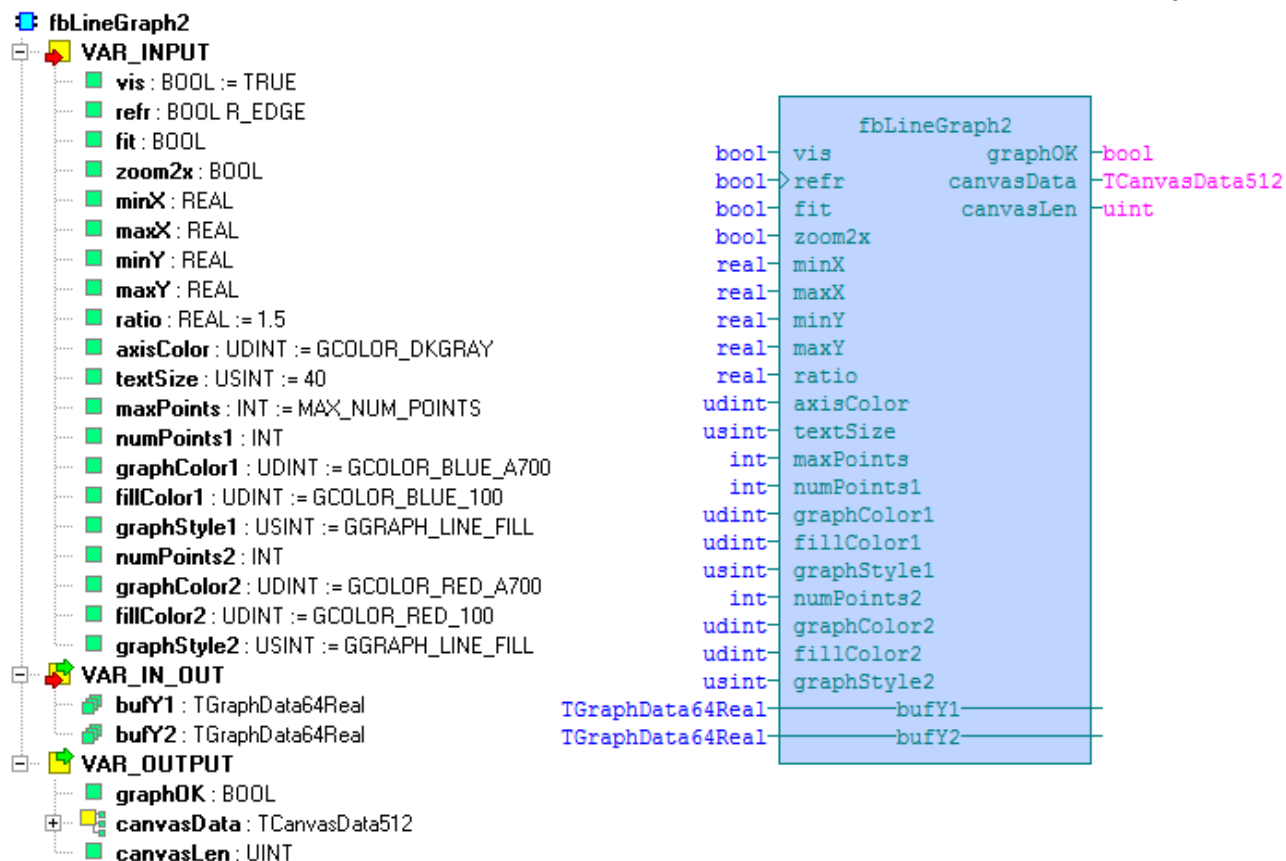 fbLineGraph2
VAR_INPUT
vis : BOOL := TRUE
refr : BOOL R_EDGE
fit : BOOL
zoom2x : BOOL
minX : REAL
maxX : REAL
minY : REAL
maxY : REAL
ratio : REAL := 1.5
axisColor : UDINT := GCOLOR_DKGRAY
textSize : USINT := 40
maxPoints : INT := MAX_NUM_POINTS
numPoints1 : INT
graphColor1 : UDINT := GCOLOR_BLUE_A700
fillColor1 : UDINT := GCOLOR_BLUE_100
graphStyle1 : USINT := GGRAPH_LINE_FILL
numPoints2 : INT
graphColor2 : UDINT := GCOLOR_RED_A700
fillColor2 : UDINT := GCOLOR_RED_100
graphStyle2 : USINT := GGRAPH_LINE_FILL
VAR_IN_OUT
bufY1 : TGraphData64Real
bufY2 : TGraphData64Real
VAR_OUTPUT
graphOK : BOOL
canvasData : TCanvasData512
canvasLen : UINT
fbLineGraph2
bool vis graphOK bool
bool refr canvasData TCanvasData512
bool fit canvasLen uint
bool zoom2x
real minX
real maxX
real minY
real maxY
real ratio
udint axisColor
usint textSize
int maxPoints
int numPoints1
udint graphColor1
udint fillColor1
usint graphStyle1
int numPoints2
udint graphColor2
udint fillColor2
usint graphStyle2
TGraphData64Real bufY1
TGraphData64Real bufY2